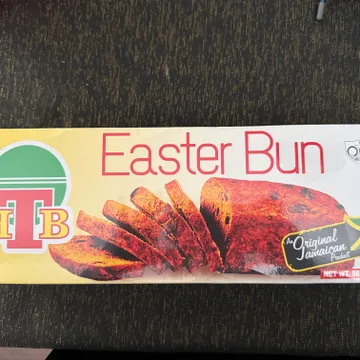 Easter Bun
HTB
An
Original
Jamaican
Product
NET WT.